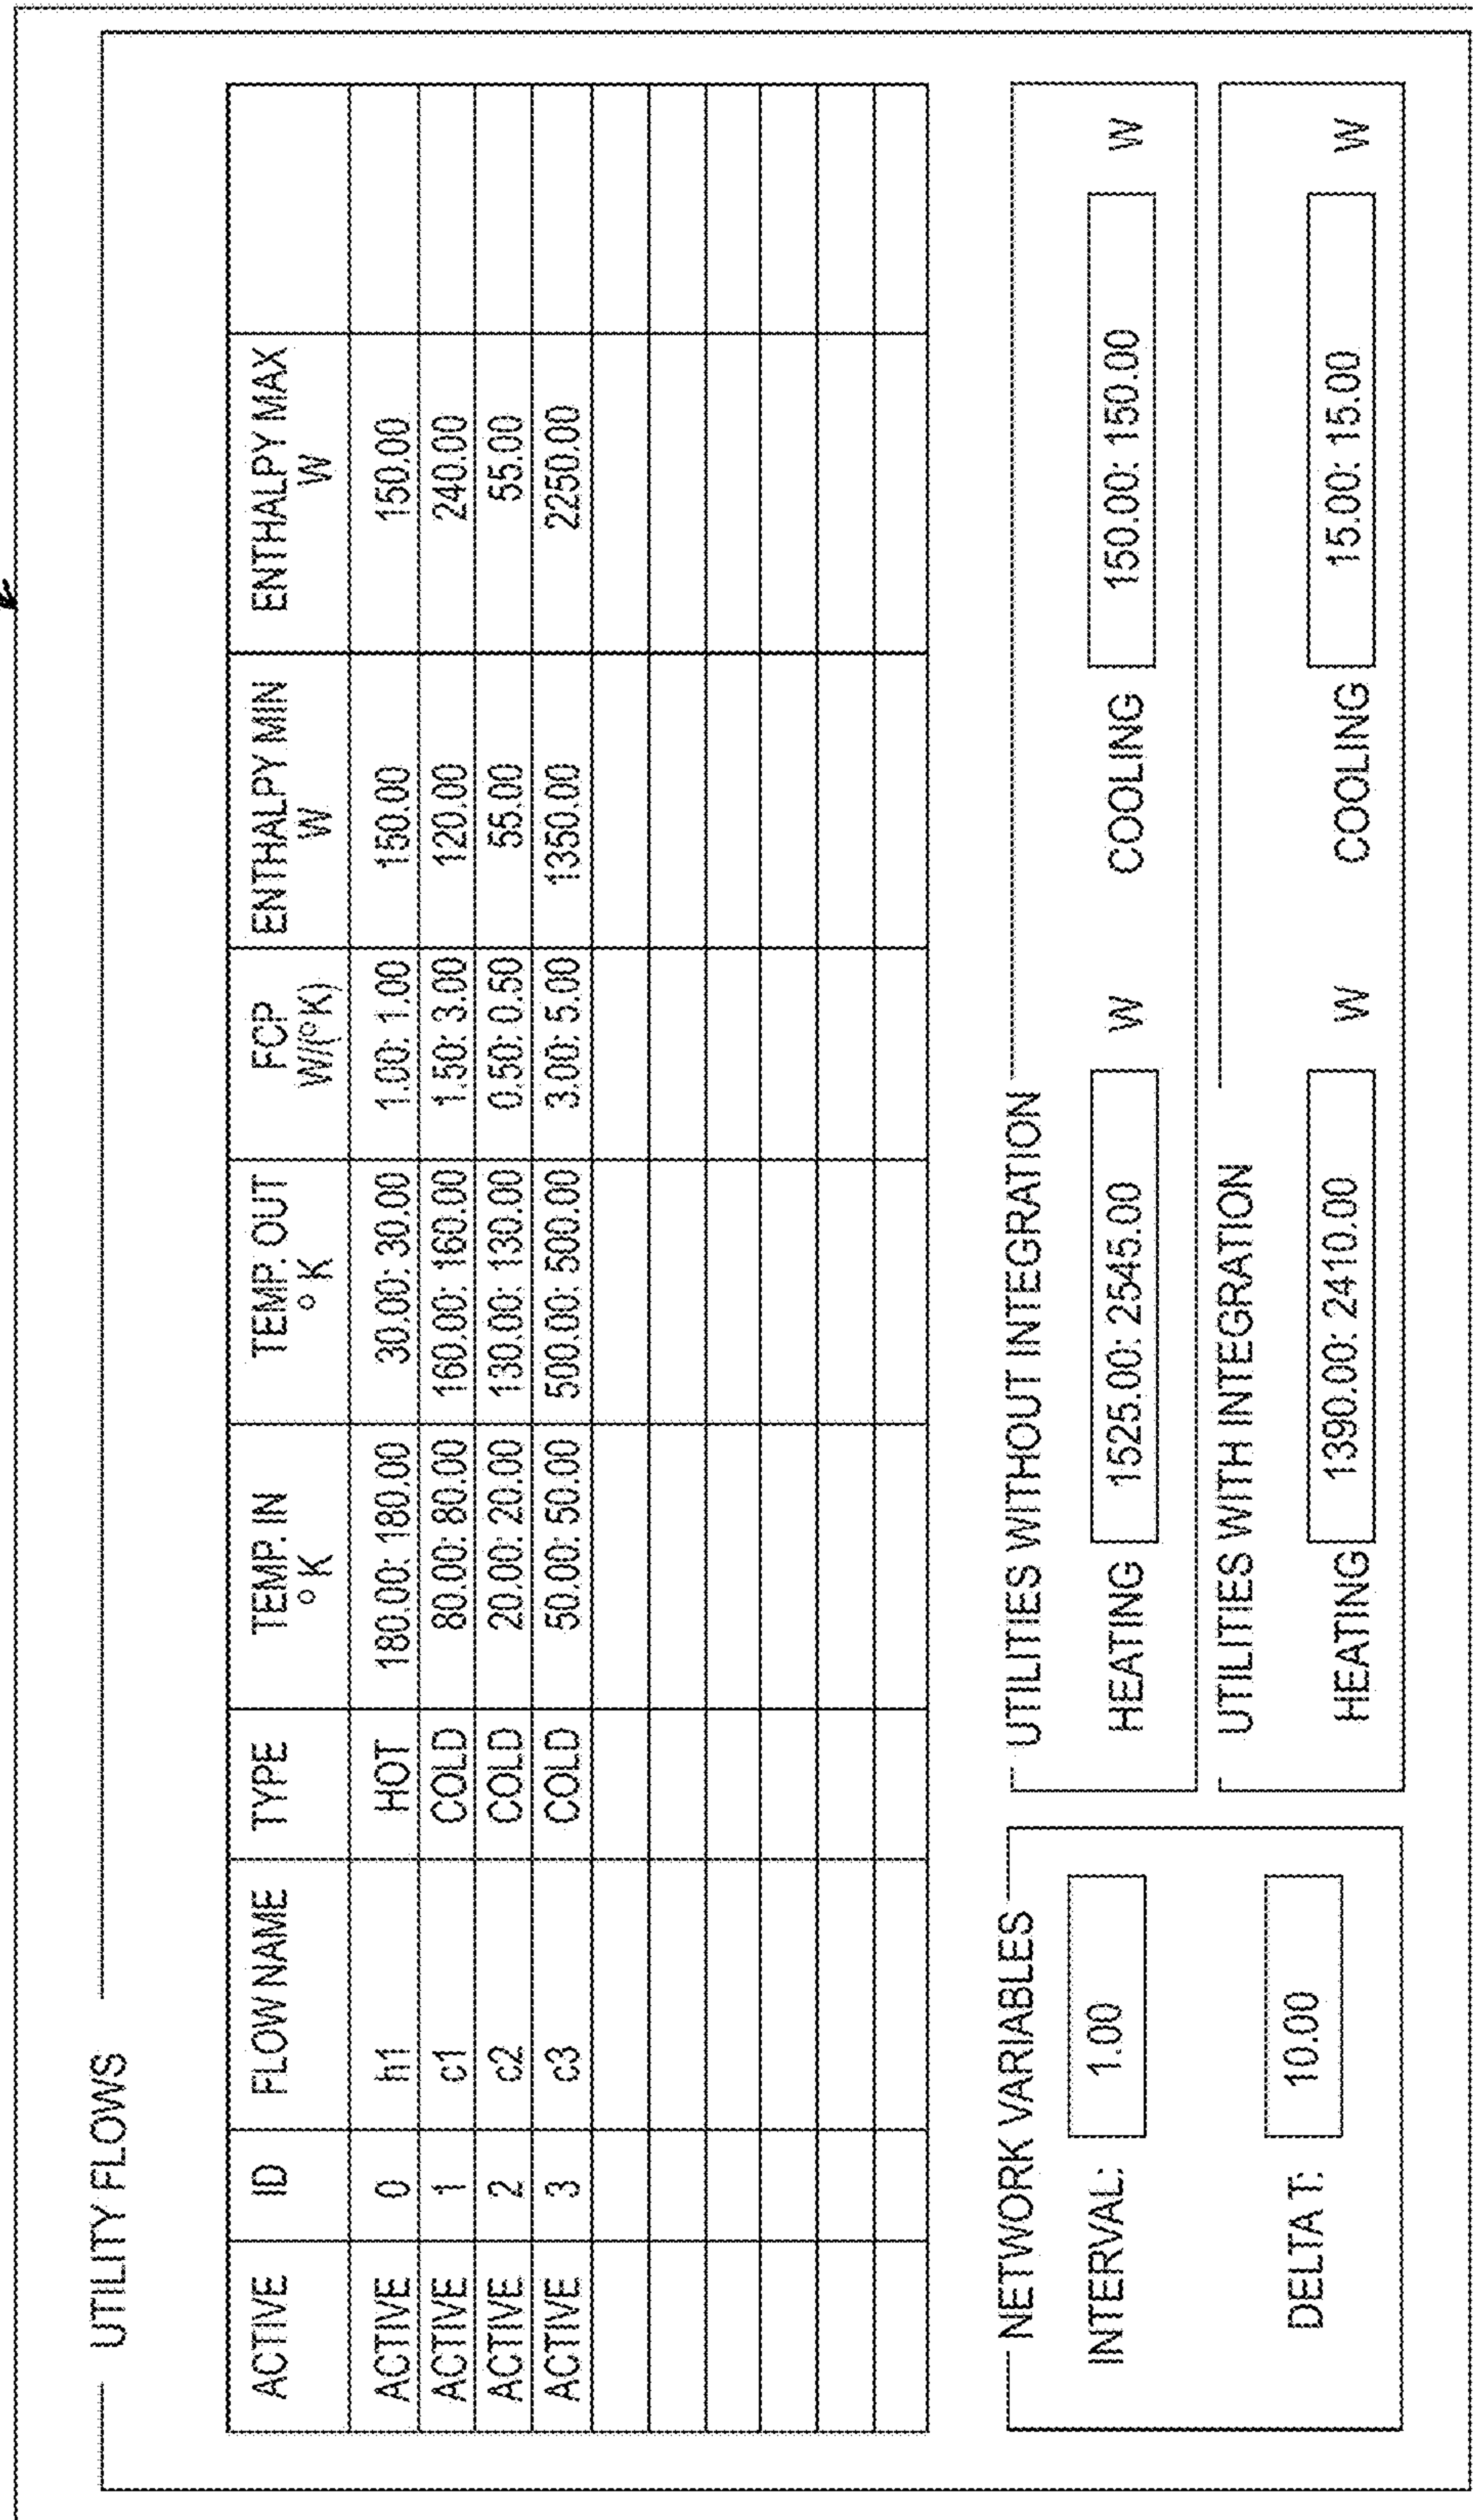 UTILITY FLOWS
ACTIVE ID FLOW NAME TYPE TEMP. IN TEMP. OUT FCP ENTHALPY MIN ENTHALPY MAX
° K ° K W/(°K) W W
ACTIVE 0 h1 HOT 180.00: 180.00 30.00: 30.00 1.00: 1.00 150.00 150.00
ACTIVE 1 c1 COLD 80.00: 80.00 160.00: 160.00 1.50: 3.00 120.00 240.00
ACTIVE 2 c2 COLD 20.00: 20.00 130.00: 130.00 0.50: 0.50 55.00 55.00
ACTIVE 3 c3 COLD 50.00: 50.00 500.00: 500.00 3.00: 5.00 1350.00 2250.00
NETWORK VARIABLES
INTERVAL: 1.00
DELTA T: 10.00
UTILITIES WITHOUT INTEGRATION
HEATING 1525.00: 2545.00 W COOLING 150.00: 150.00 W
UTILITIES WITH INTEGRATION
HEATING 1390.00: 2410.00 W COOLING 15.00: 15.00 W